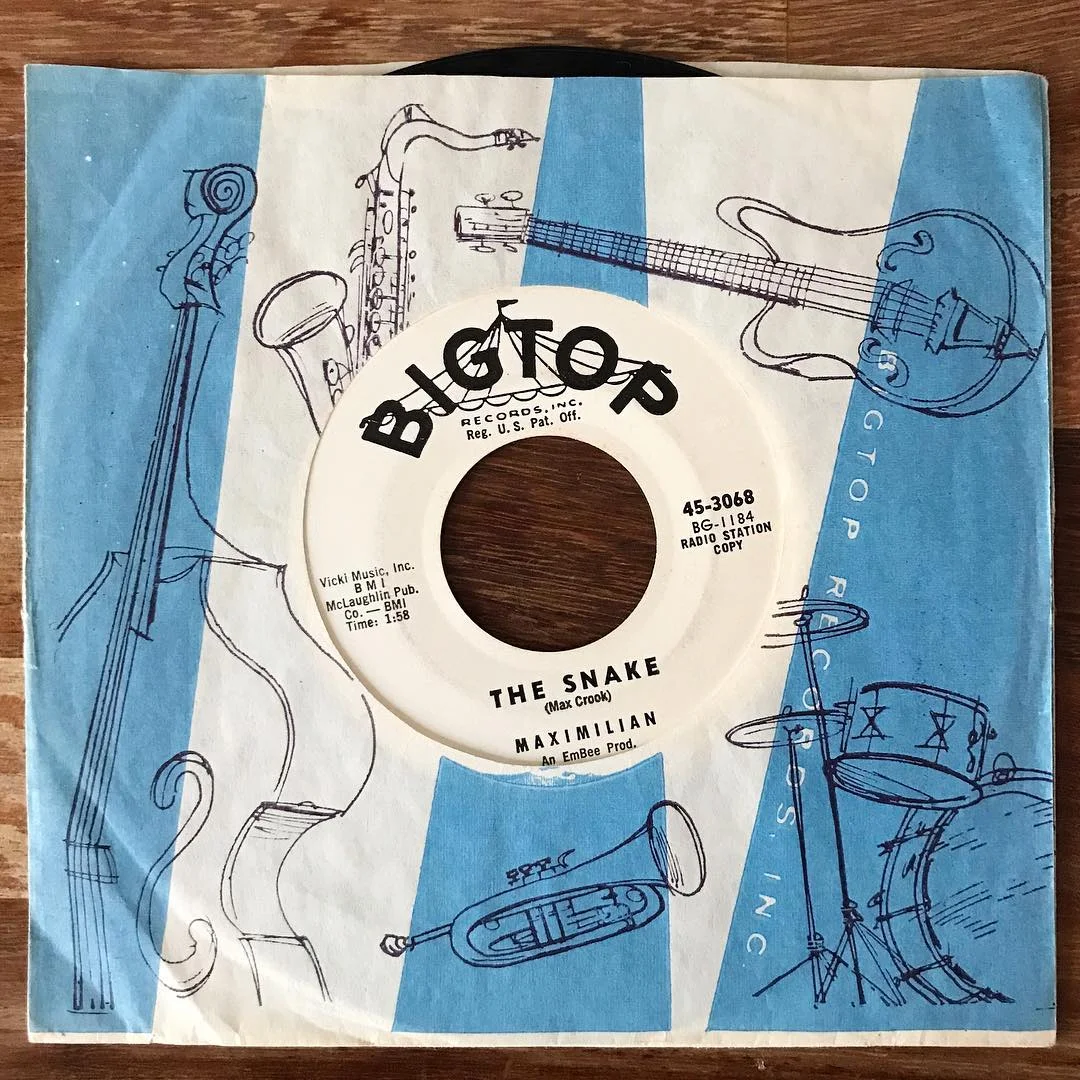 BIGTOP
RECORDS, INC.
Reg. U. S. Pat. Off.
45-3068
BG-1184
RADIO STATION
COPY
Vicki Music, Inc.
B M I
McLaughlin Pub.
Co. — BMI
Time: 1:58
THE SNAKE
(Max Crook)
MAXIMILIAN
An EmBee Prod.
BIGTOP RECORDS, INC.